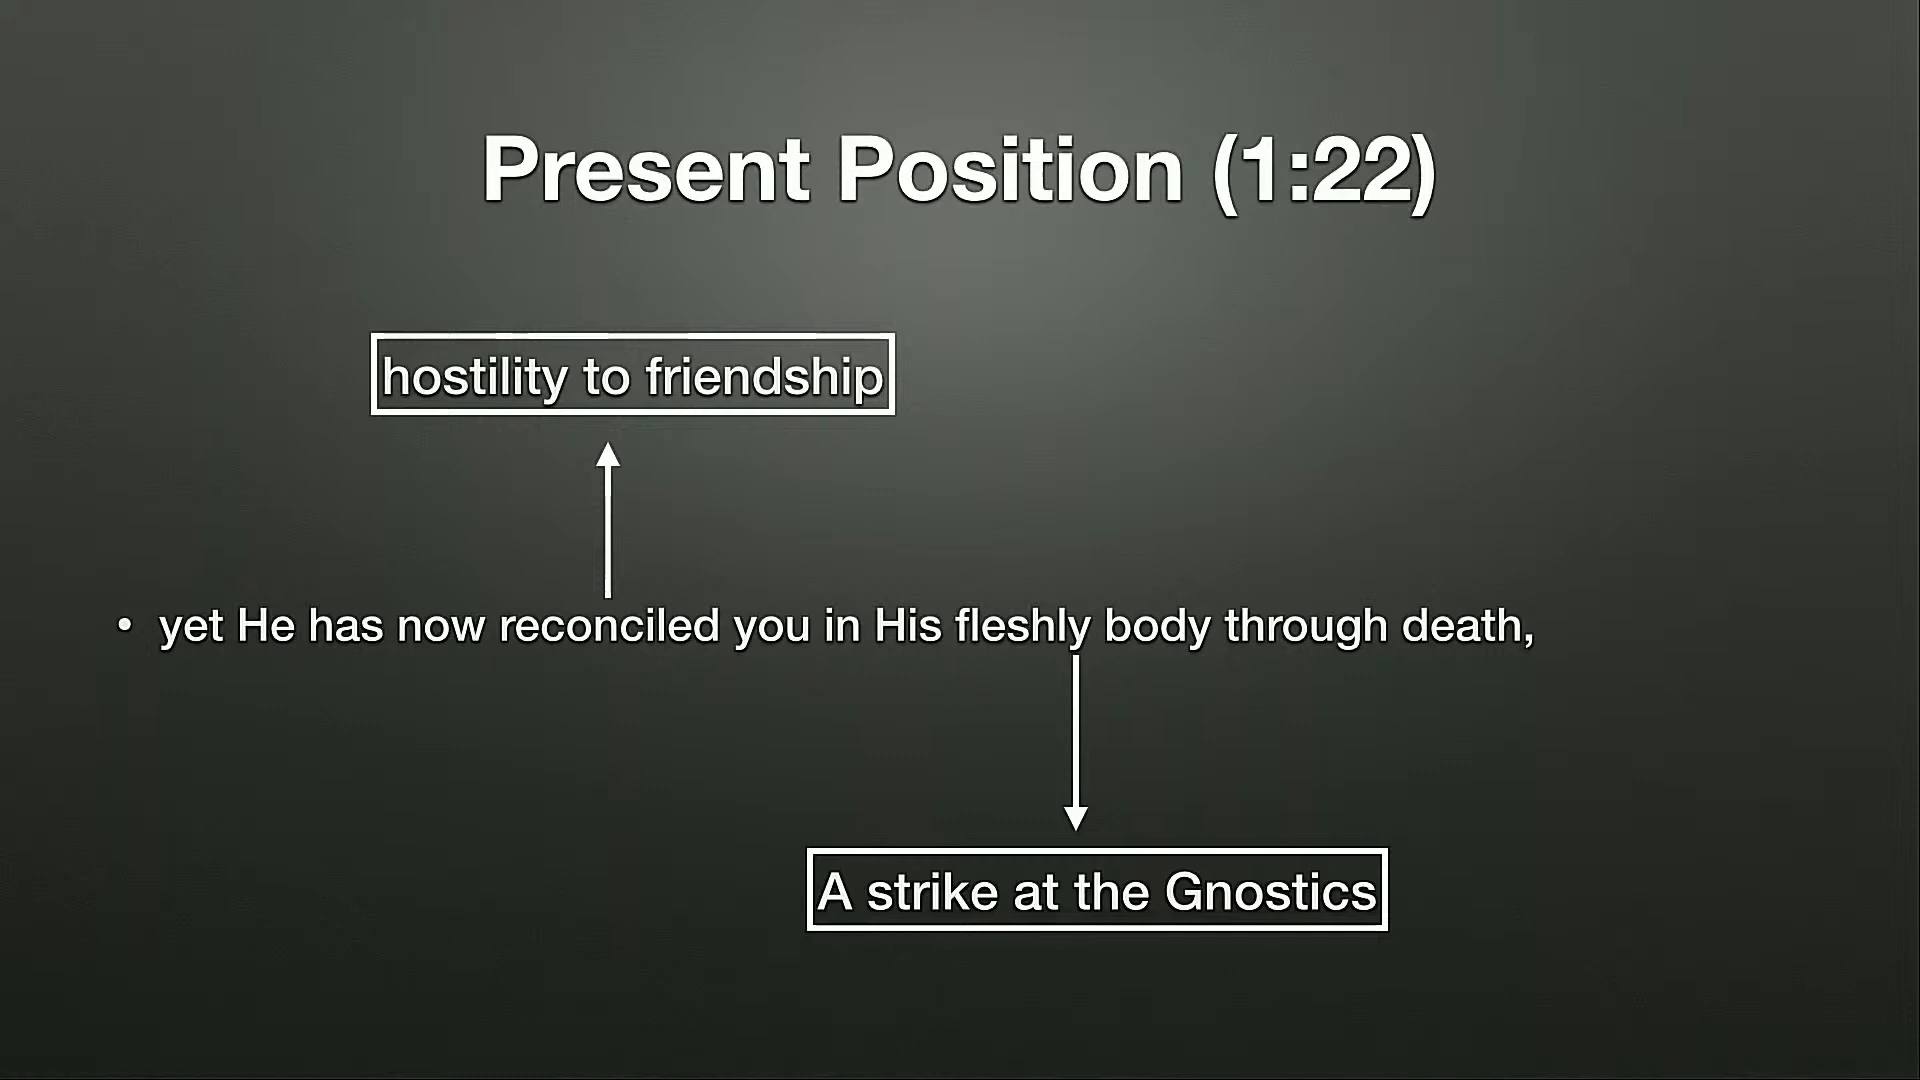 Present Position (1:22)
hostility to friendship
• yet He has now reconciled you in His fleshly body through death,
A strike at the Gnostics